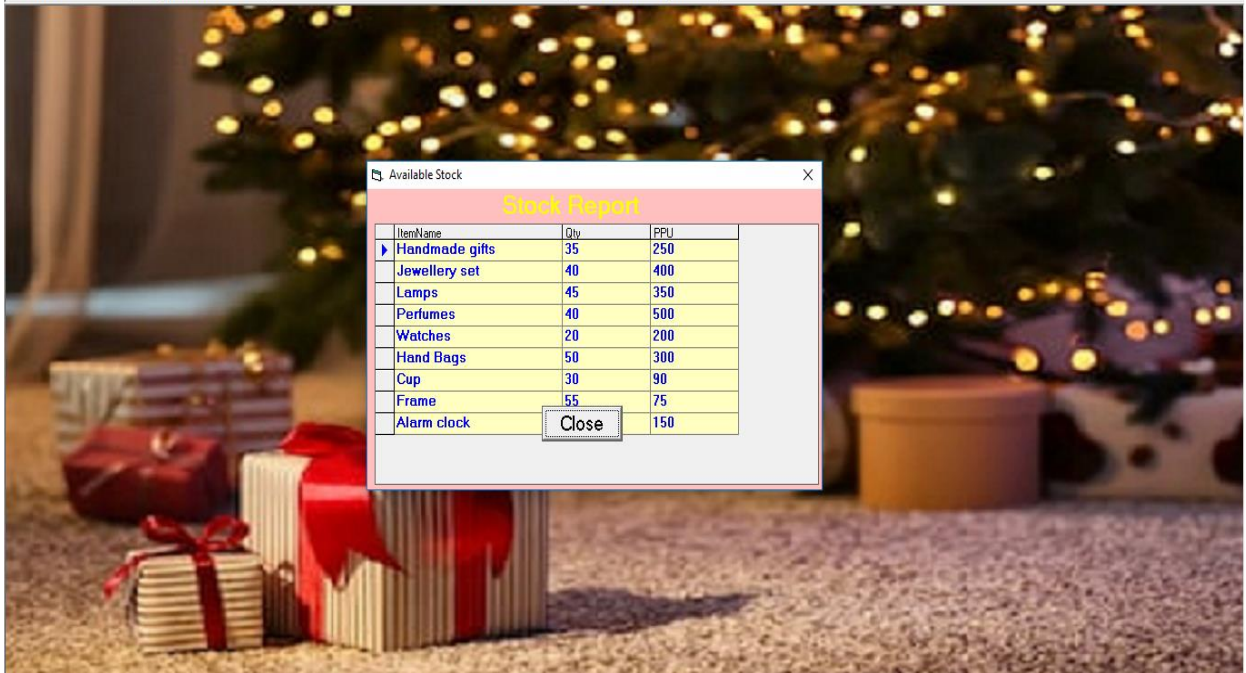 Available Stock
Stock Report
ItemName Qty PPU
Handmade gifts 35 250
Jewellery set 40 400
Lamps 45 350
Perfumes 40 500
Watches 20 200
Hand Bags 50 300
Cup 30 90
Frame 55 75
Alarm clock 150
Close